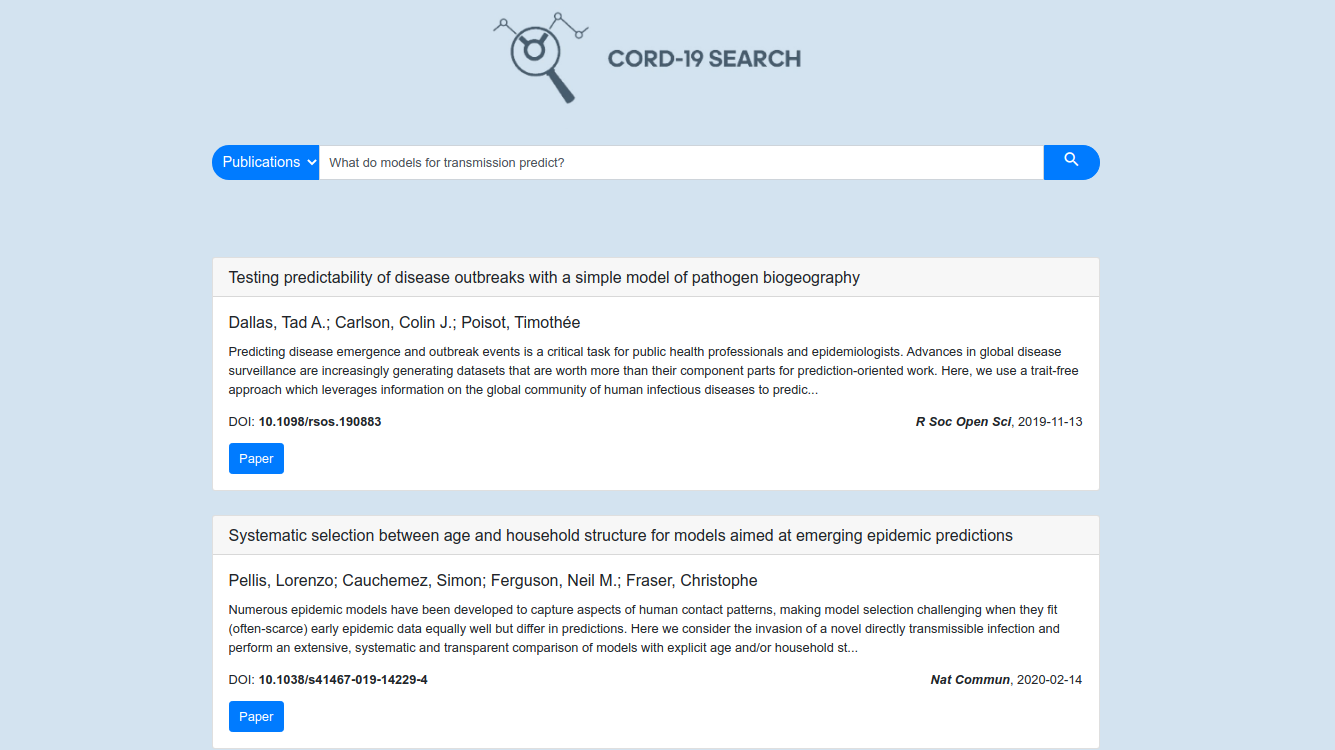 CORD-19 SEARCH
Publications
What do models for transmission predict?
Testing predictability of disease outbreaks with a simple model of pathogen biogeography
Dallas, Tad A.; Carlson, Colin J.; Poisot, Timothée
Predicting disease emergence and outbreak events is a critical task for public health professionals and epidemiologists. Advances in global disease
surveillance are increasingly generating datasets that are worth more than their component parts for prediction-oriented work. Here, we use a trait-free
approach which leverages information on the global community of human infectious diseases to predic...
DOI: 10.1098/rsos.190883
R Soc Open Sci, 2019-11-13
Paper
Systematic selection between age and household structure for models aimed at emerging epidemic predictions
Pellis, Lorenzo; Cauchemez, Simon; Ferguson, Neil M.; Fraser, Christophe
Numerous epidemic models have been developed to capture aspects of human contact patterns, making model selection challenging when they fit
(often-scarce) early epidemic data equally well but differ in predictions. Here we consider the invasion of a novel directly transmissible infection and
perform an extensive, systematic and transparent comparison of models with explicit age and/or household st...
DOI: 10.1038/s41467-019-14229-4
Nat Commun, 2020-02-14
Paper